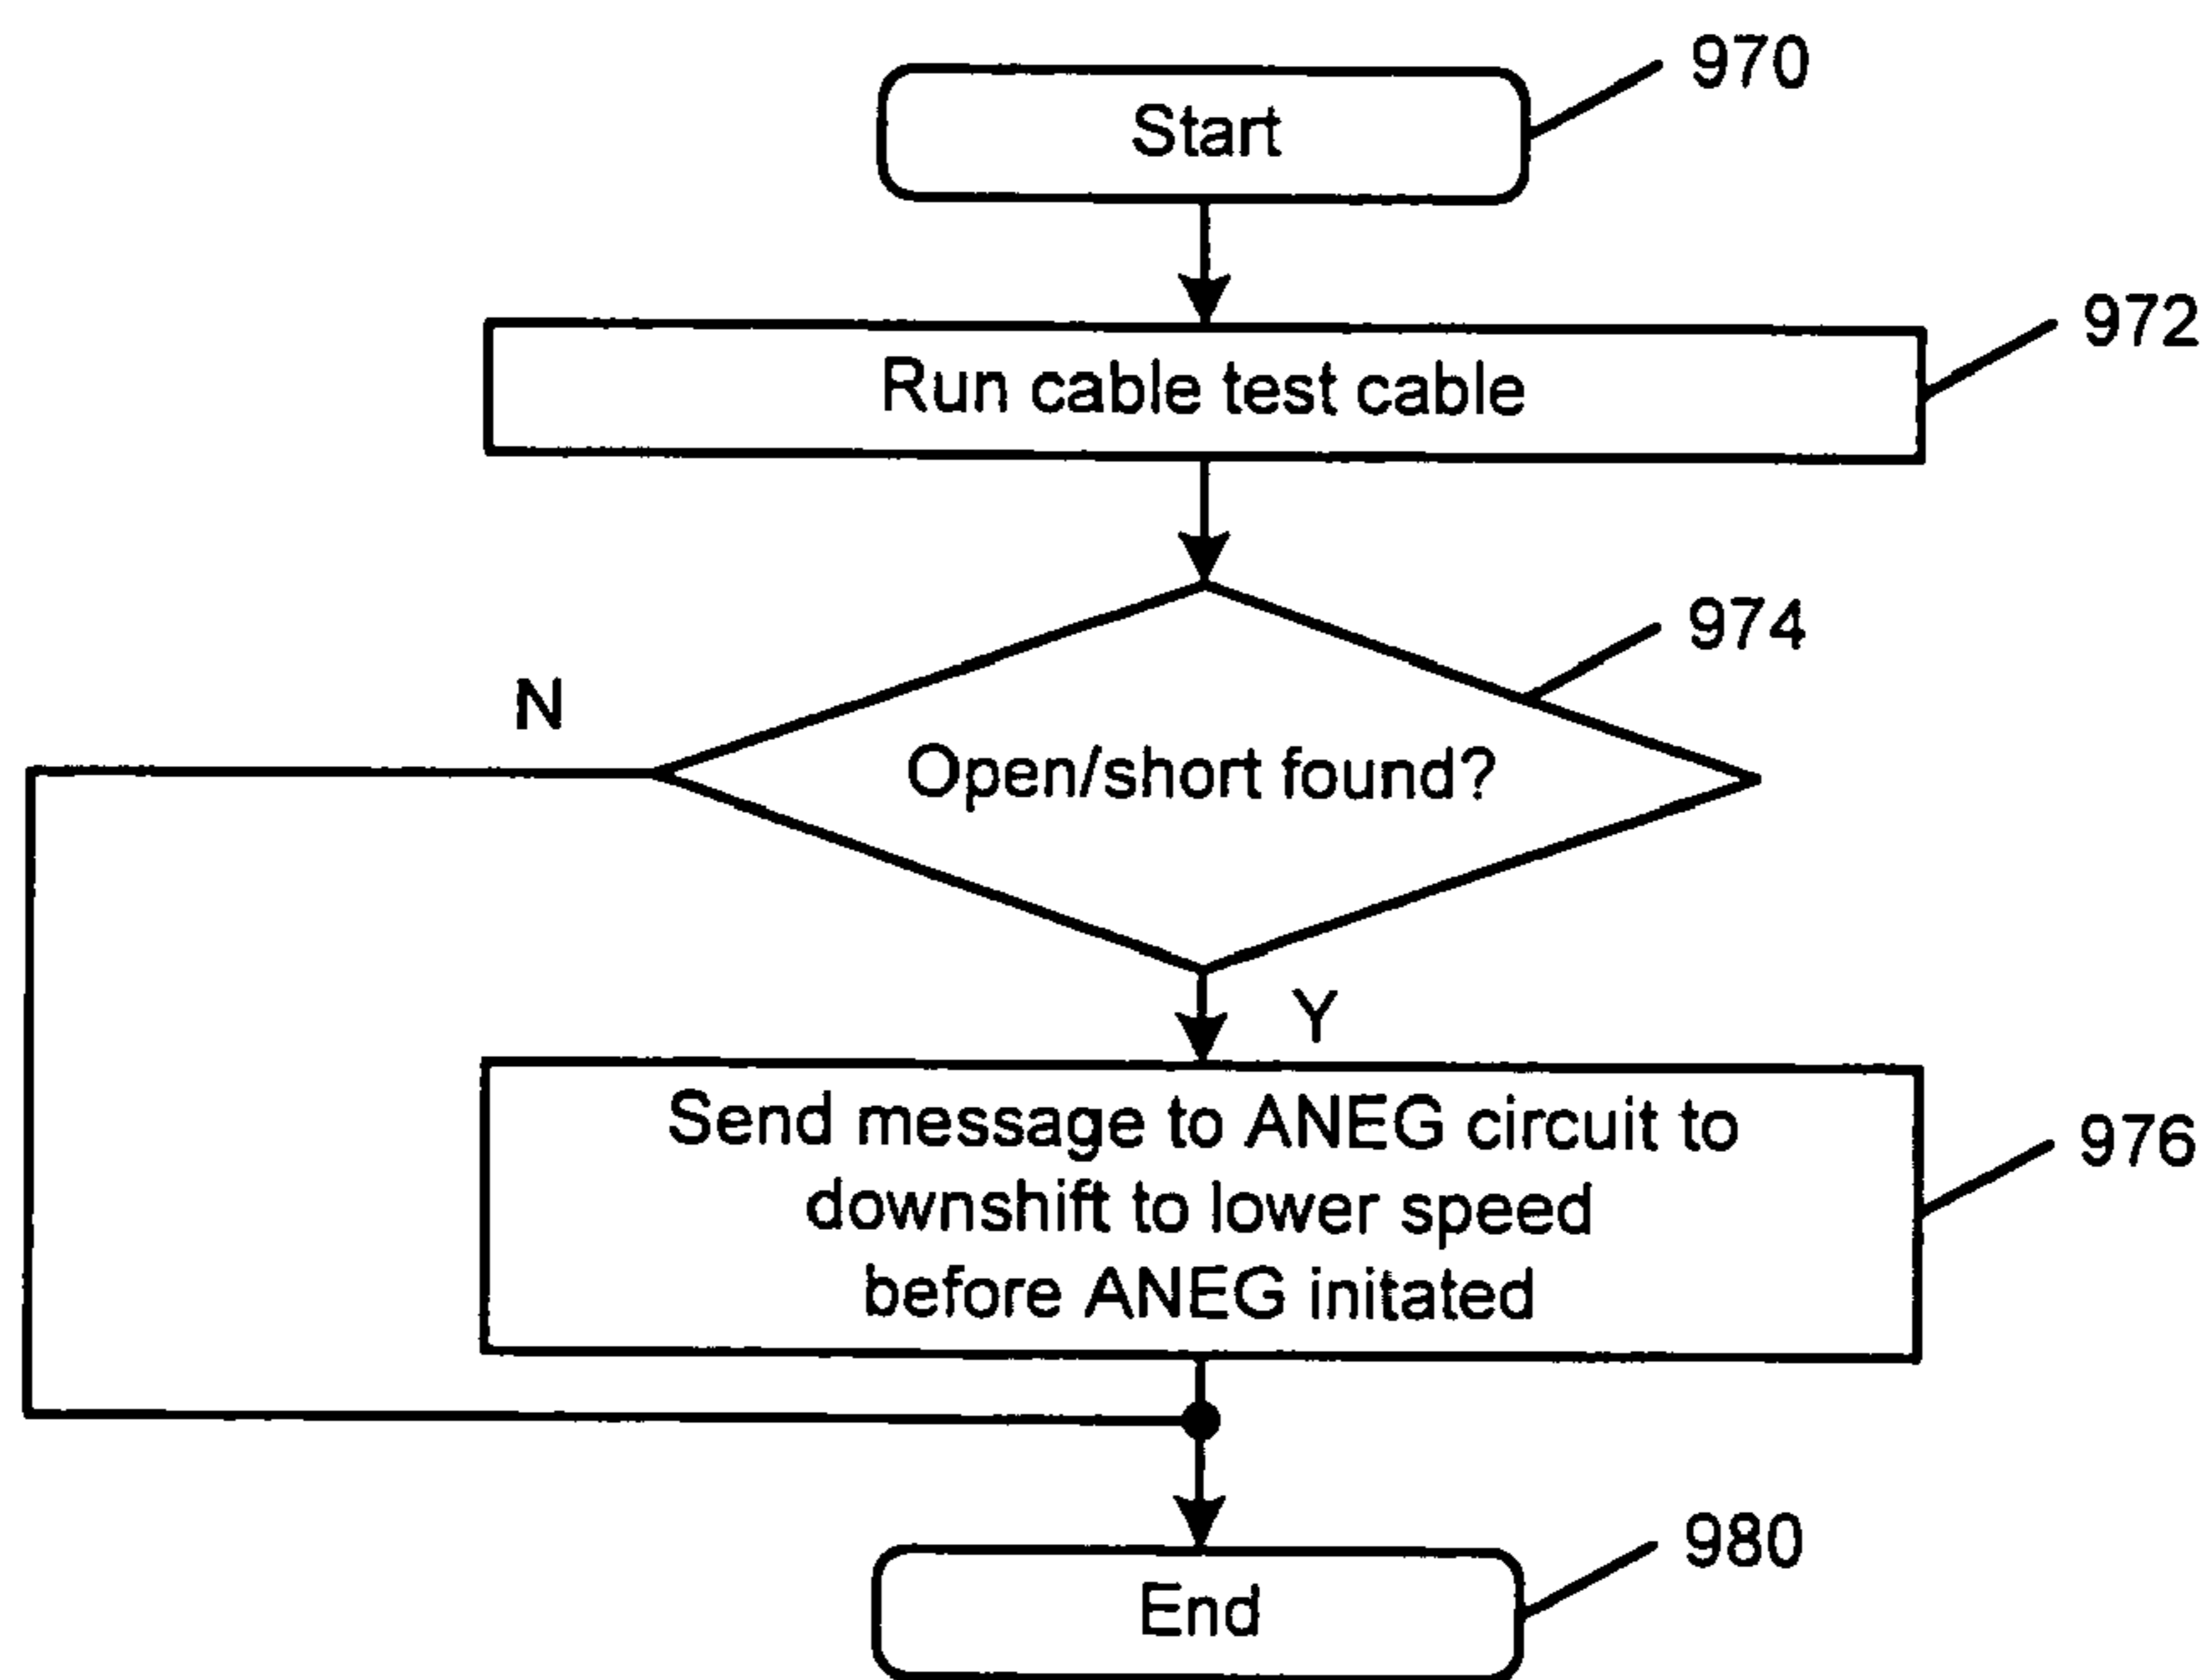 Start
970
Run cable test cable
972
974
N
Open/short found?
Y
Send message to ANEG circuit to
downshift to lower speed
before ANEG initated
976
980
End